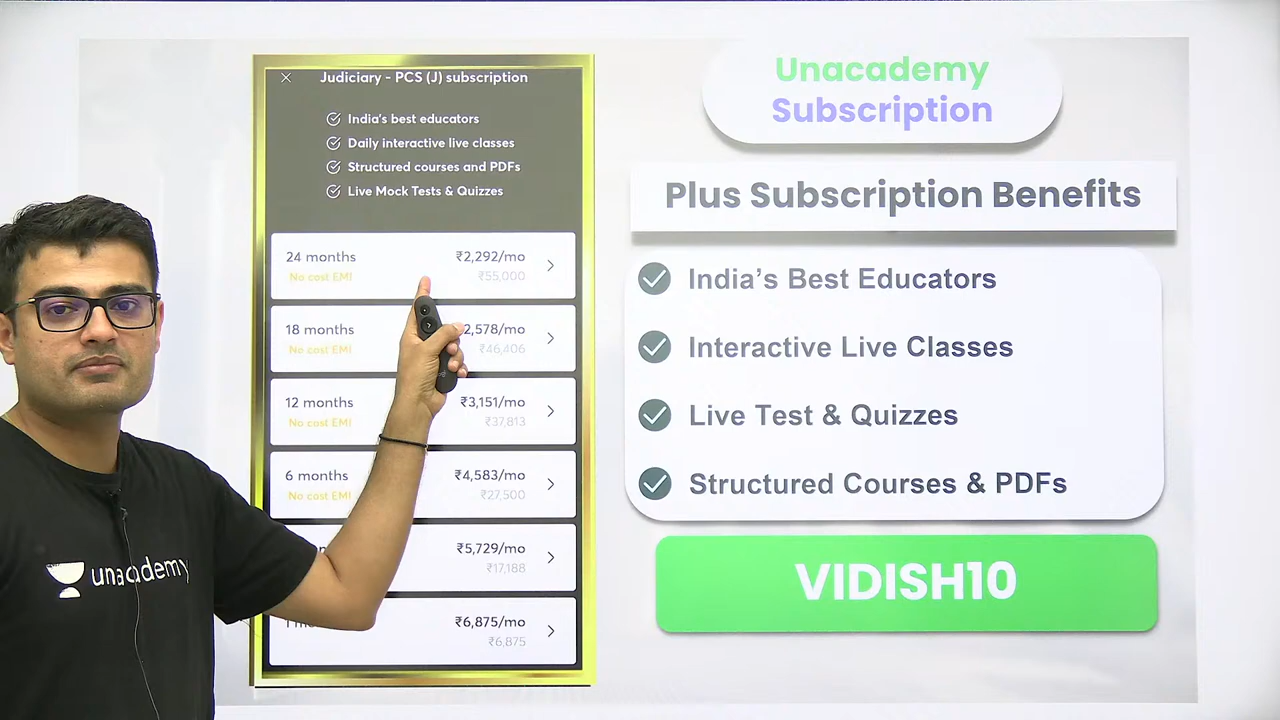 Judiciary - PCS (J) subscription
India's best educators
Daily interactive live classes
Structured courses and PDFs
Live Mock Tests & Quizzes
24 months ₹2,292/mo
No cost EMI ₹55,000
18 months 2,578/mo
No cost EMI ₹46,406
12 months ₹3,151/mo
No cost EMI ₹37,813
6 months ₹4,583/mo
No cost EMI ₹27,500
₹5,729/mo
₹17,188
₹6,875/mo
₹6,875
Unacademy
Subscription
Plus Subscription Benefits
India's Best Educators
Interactive Live Classes
Live Test & Quizzes
Structured Courses & PDFs
VIDISH10
unacademy